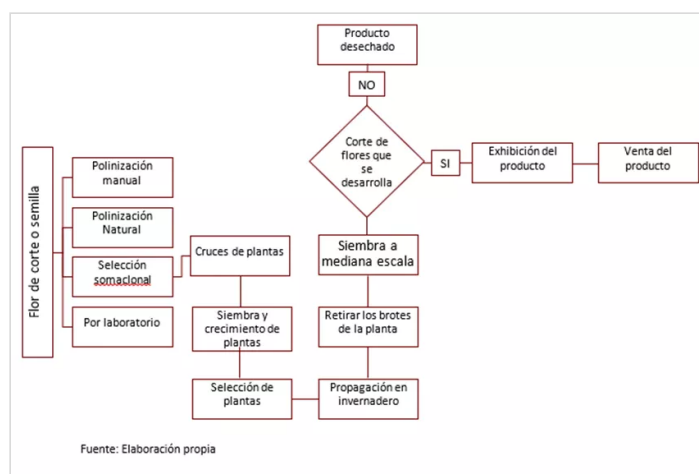 Producto
desechado
NO
Corte de
flores que
se
desarrolla
SI
Exhibición del
producto
Venta del
producto
Flor de corte o semilla
Polinización
manual
Polinización
Natural
Selección
somaclonal
Por laboratorio
Cruces de plantas
Siembra a
mediana escala
Siembra y
crecimiento de
plantas
Retirar los brotes
de la planta
Selección de
plantas
Propagación en
invernadero
Fuente: Elaboración propia